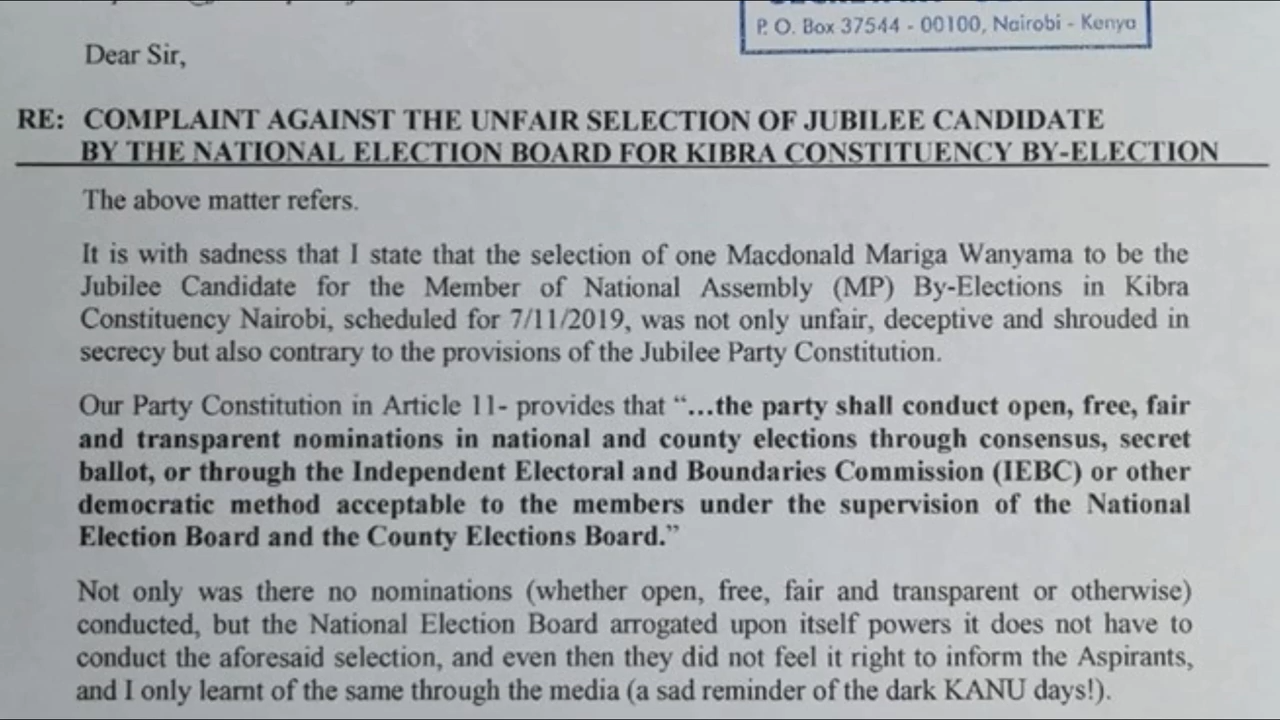 P. O. Box 37544 - 00100, Nairobi - Kenya
Dear Sir,
RE: COMPLAINT AGAINST THE UNFAIR SELECTION OF JUBILEE CANDIDATE
BY THE NATIONAL ELECTION BOARD FOR KIBRA CONSTITUENCY BY-ELECTION
The above matter refers.
It is with sadness that I state that the selection of one Macdonald Mariga Wanyama to be the
Jubilee Candidate for the Member of National Assembly (MP) By-Elections in Kibra
Constituency Nairobi, scheduled for 7/11/2019, was not only unfair, deceptive and shrouded in
secrecy but also contrary to the provisions of the Jubilee Party Constitution.
Our Party Constitution in Article 11- provides that “...the party shall conduct open, free, fair
and transparent nominations in national and county elections through consensus, secret
ballot, or through the Independent Electoral and Boundaries Commission (IEBC) or other
democratic method acceptable to the members under the supervision of the National
Election Board and the County Elections Board.”
Not only was there no nominations (whether open, free, fair and transparent or otherwise)
conducted, but the National Election Board arrogated upon itself powers it does not have to
conduct the aforesaid selection, and even then they did not feel it right to inform the Aspirants,
and I only learnt of the same through the media (a sad reminder of the dark KANU days!).